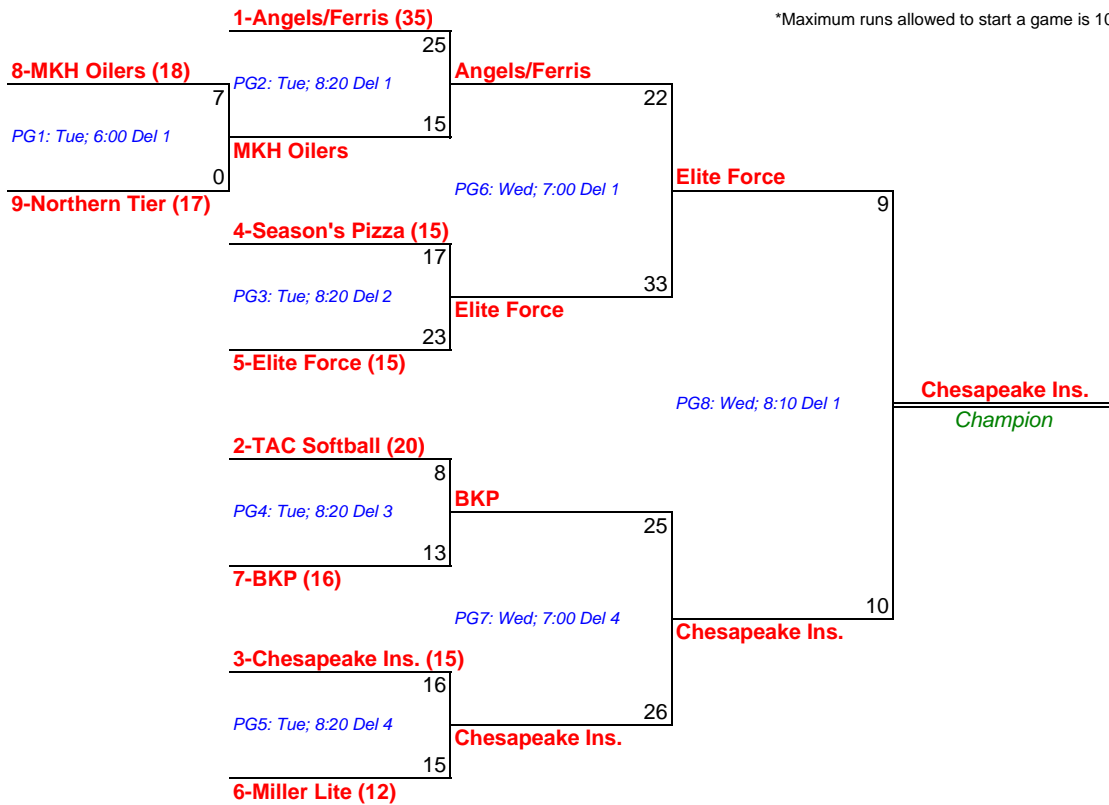 1-Angels/Ferris (35)
*Maximum runs allowed to start a game is 10
25
8-MKH Oilers (18)
PG2: Tue; 8:20 Del 1
Angels/Ferris
7
22
PG1: Tue; 6:00 Del 1
15
MKH Oilers
0
PG6: Wed; 7:00 Del 1
Elite Force
9-Northern Tier (17)
9
4-Season's Pizza (15)
17
PG3: Tue; 8:20 Del 2
33
Elite Force
23
5-Elite Force (15)
PG8: Wed; 8:10 Del 1
Chesapeake Ins.
Champion
2-TAC Softball (20)
8
BKP
PG4: Tue; 8:20 Del 3
25
13
7-BKP (16)
10
PG7: Wed; 7:00 Del 4
Chesapeake Ins.
3-Chesapeake Ins. (15)
16
26
PG5: Tue; 8:20 Del 4
Chesapeake Ins.
15
6-Miller Lite (12)